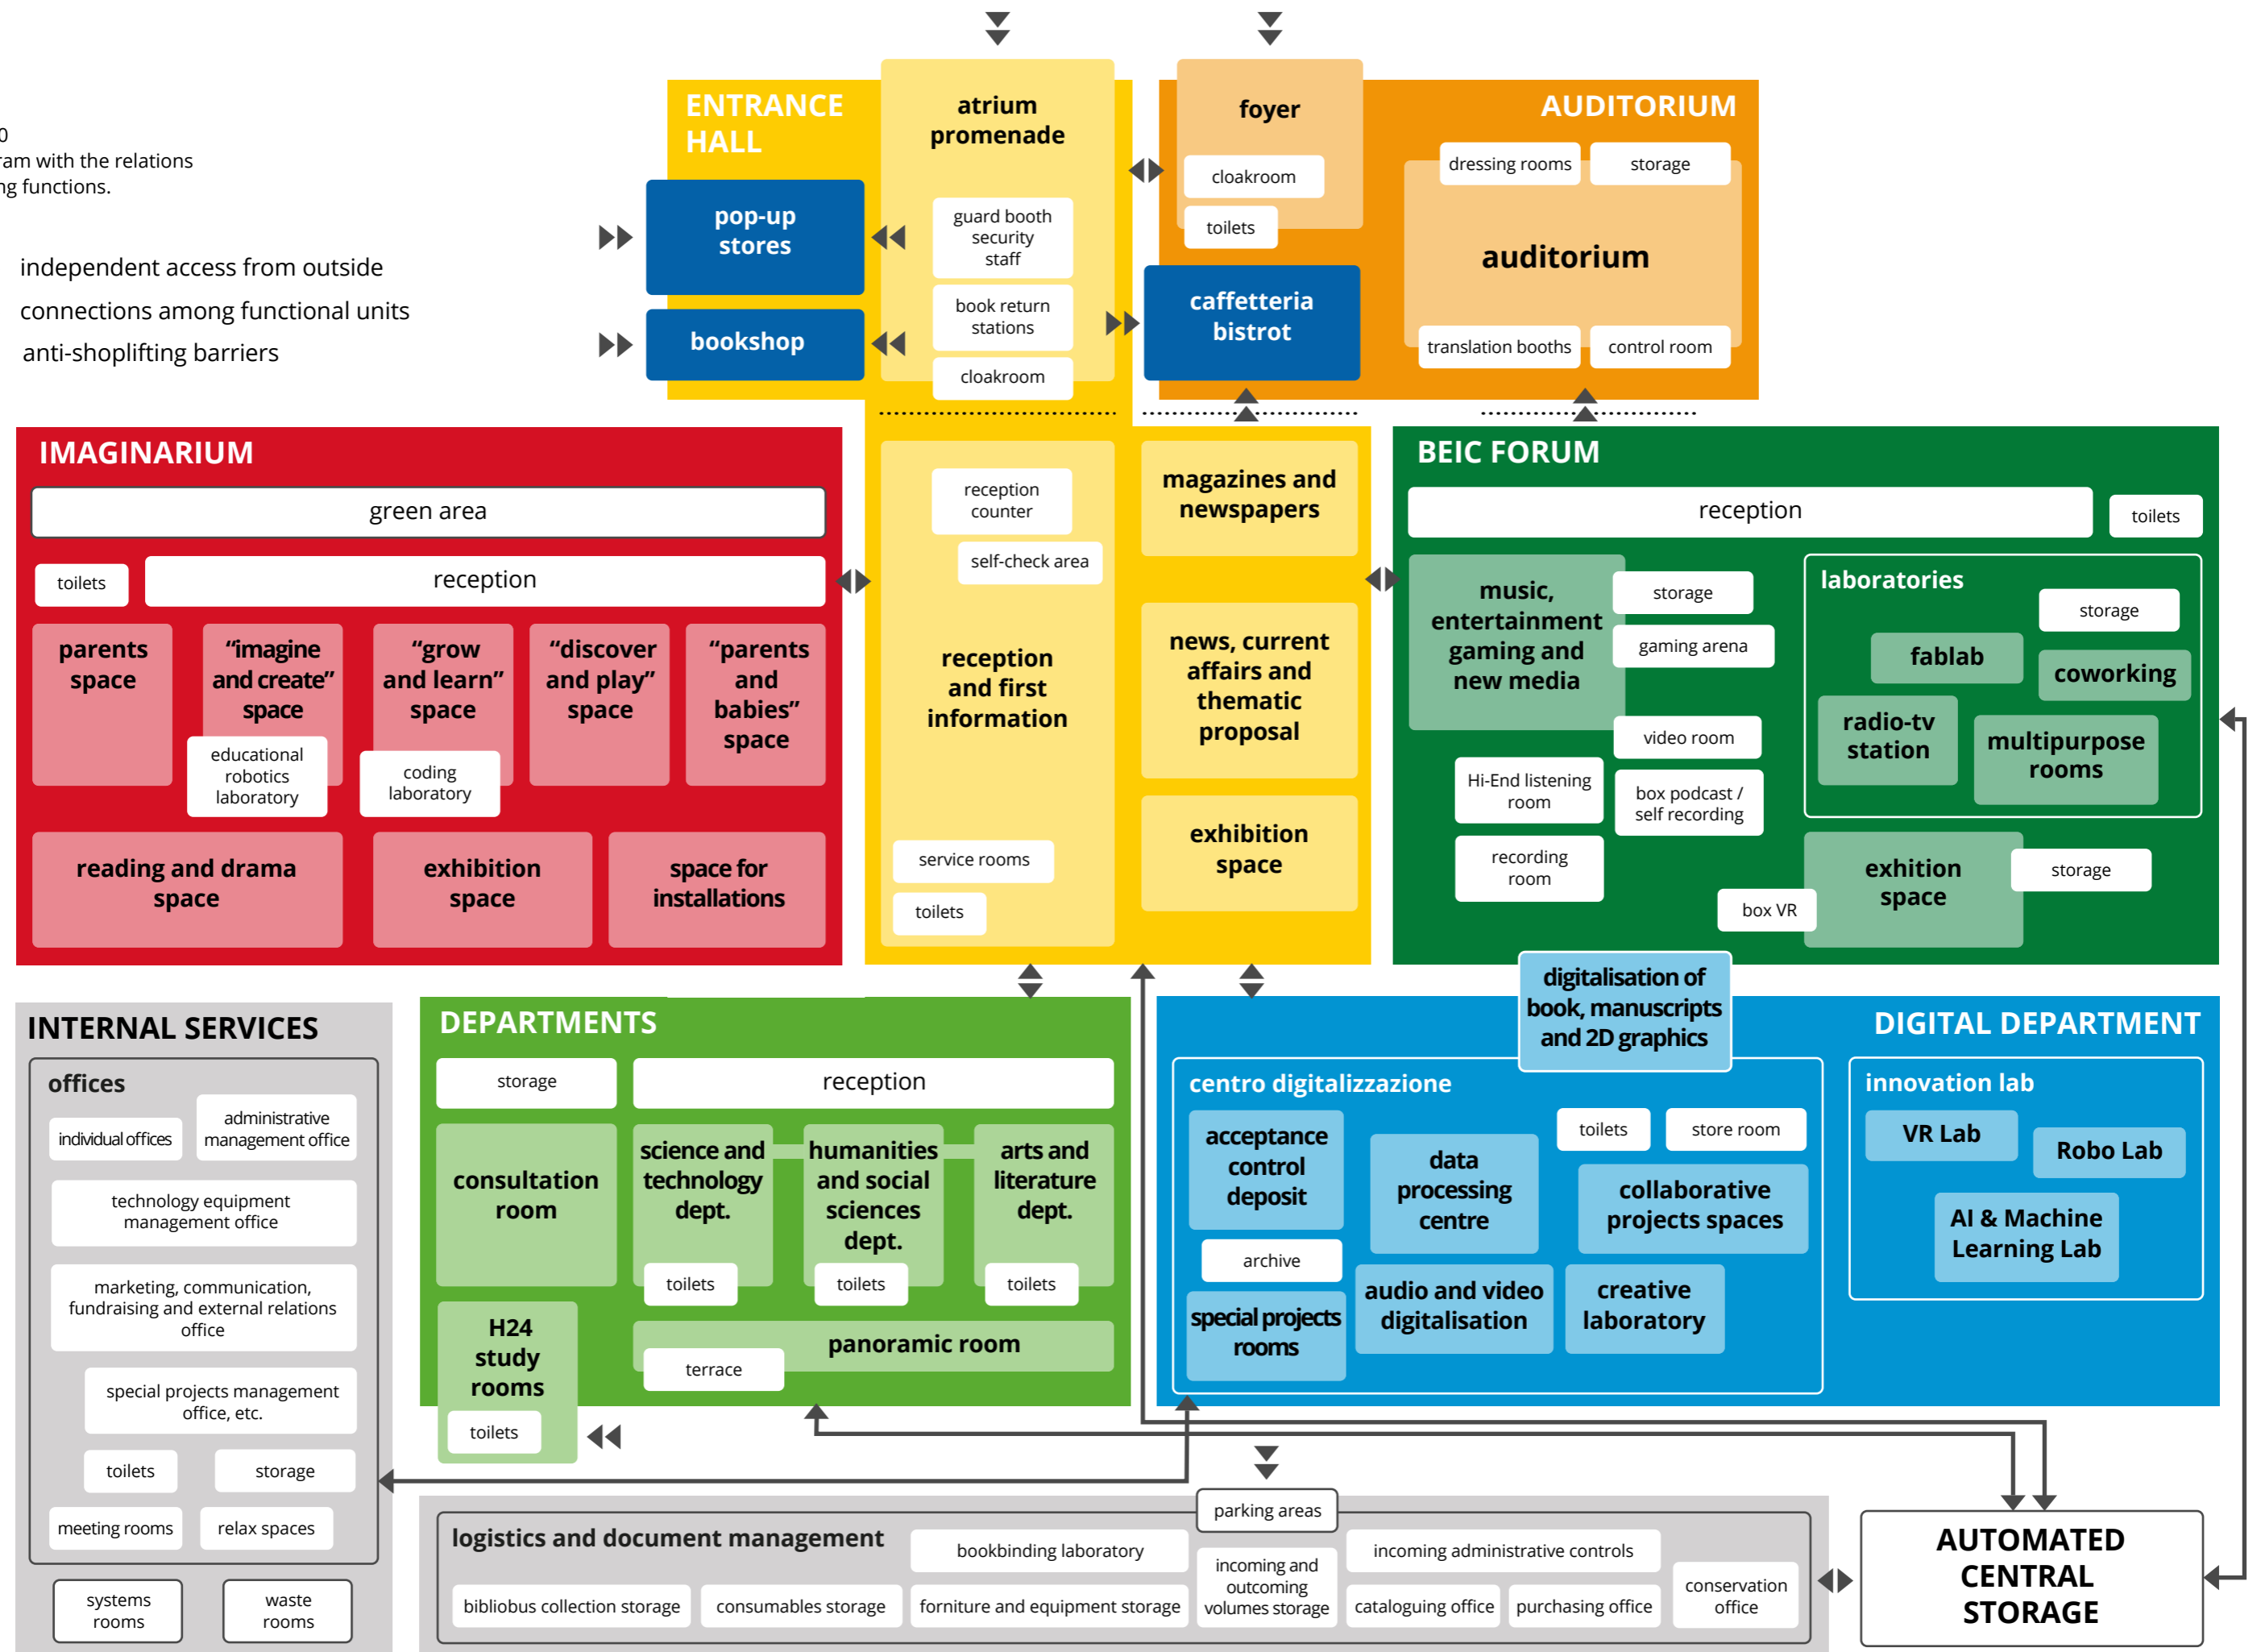 0
ram with the relations
ng functions.
independent access from outside
connections among functional units
anti-shoplifting barriers
ENTRANCE
HALL
atrium
promenade
pop-up
stores
guard booth
security
staff
book return
stations
bookshop
cloakroom
foyer
AUDITORIUM
cloakroom
toilets
dressing rooms
storage
auditorium
caffetteria
bistrot
translation booths
control room
IMAGINARIUM
green area
toilets
reception
parents
space
“imagine
and create”
space
“grow
and learn”
space
“discover
and play”
space
“parents
and
babies”
space
educational
robotics
laboratory
coding
laboratory
reading and drama
space
exhibition
space
space for
installations
reception
counter
self-check area
reception
and first
information
service rooms
toilets
magazines and
newspapers
news, current
affairs and
thematic
proposal
exhibition
space
BEIC FORUM
reception
toilets
music,
entertainment
gaming and
new media
storage
gaming arena
video room
Hi-End listening
room
box podcast /
self recording
recording
room
laboratories
storage
fablab
coworking
radio-tv
station
multipurpose
rooms
exhition
space
storage
box VR
INTERNAL SERVICES
offices
individual offices
administrative
management office
technology equipment
management office
marketing, communication,
fundraising and external relations
office
special projects management
office, etc.
toilets
storage
meeting rooms
relax spaces
systems
rooms
waste
rooms
DEPARTMENTS
storage
reception
consultation
room
science and
technology
dept.
humanities
and social
sciences
dept.
arts and
literature
dept.
toilets
toilets
toilets
H24
study
rooms
toilets
panoramic room
terrace
digitalisation of
book, manuscripts
and 2D graphics
DIGITAL DEPARTMENT
centro digitalizzazione
acceptance
control
deposit
data
processing
centre
toilets
store room
collaborative
projects spaces
archive
special projects
rooms
audio and video
digitalisation
creative
laboratory
innovation lab
VR Lab
Robo Lab
AI & Machine
Learning Lab
parking areas
logistics and document management
bookbinding laboratory
incoming and
outcoming
volumes storage
incoming administrative controls
bibliobus collection storage
consumables storage
forniture and equipment storage
cataloguing office
purchasing office
conservation
office
AUTOMATED
CENTRAL
STORAGE